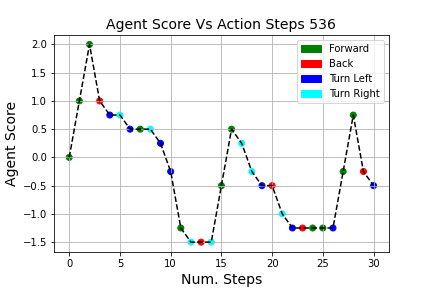 Agent Score Vs Action Steps 536
2.0
1.5
1.0
0.5
0.0
−0.5
−1.0
−1.5
Agent Score
Forward
Back
Turn Left
Turn Right
0 5 10 15 20 25 30
Num. Steps